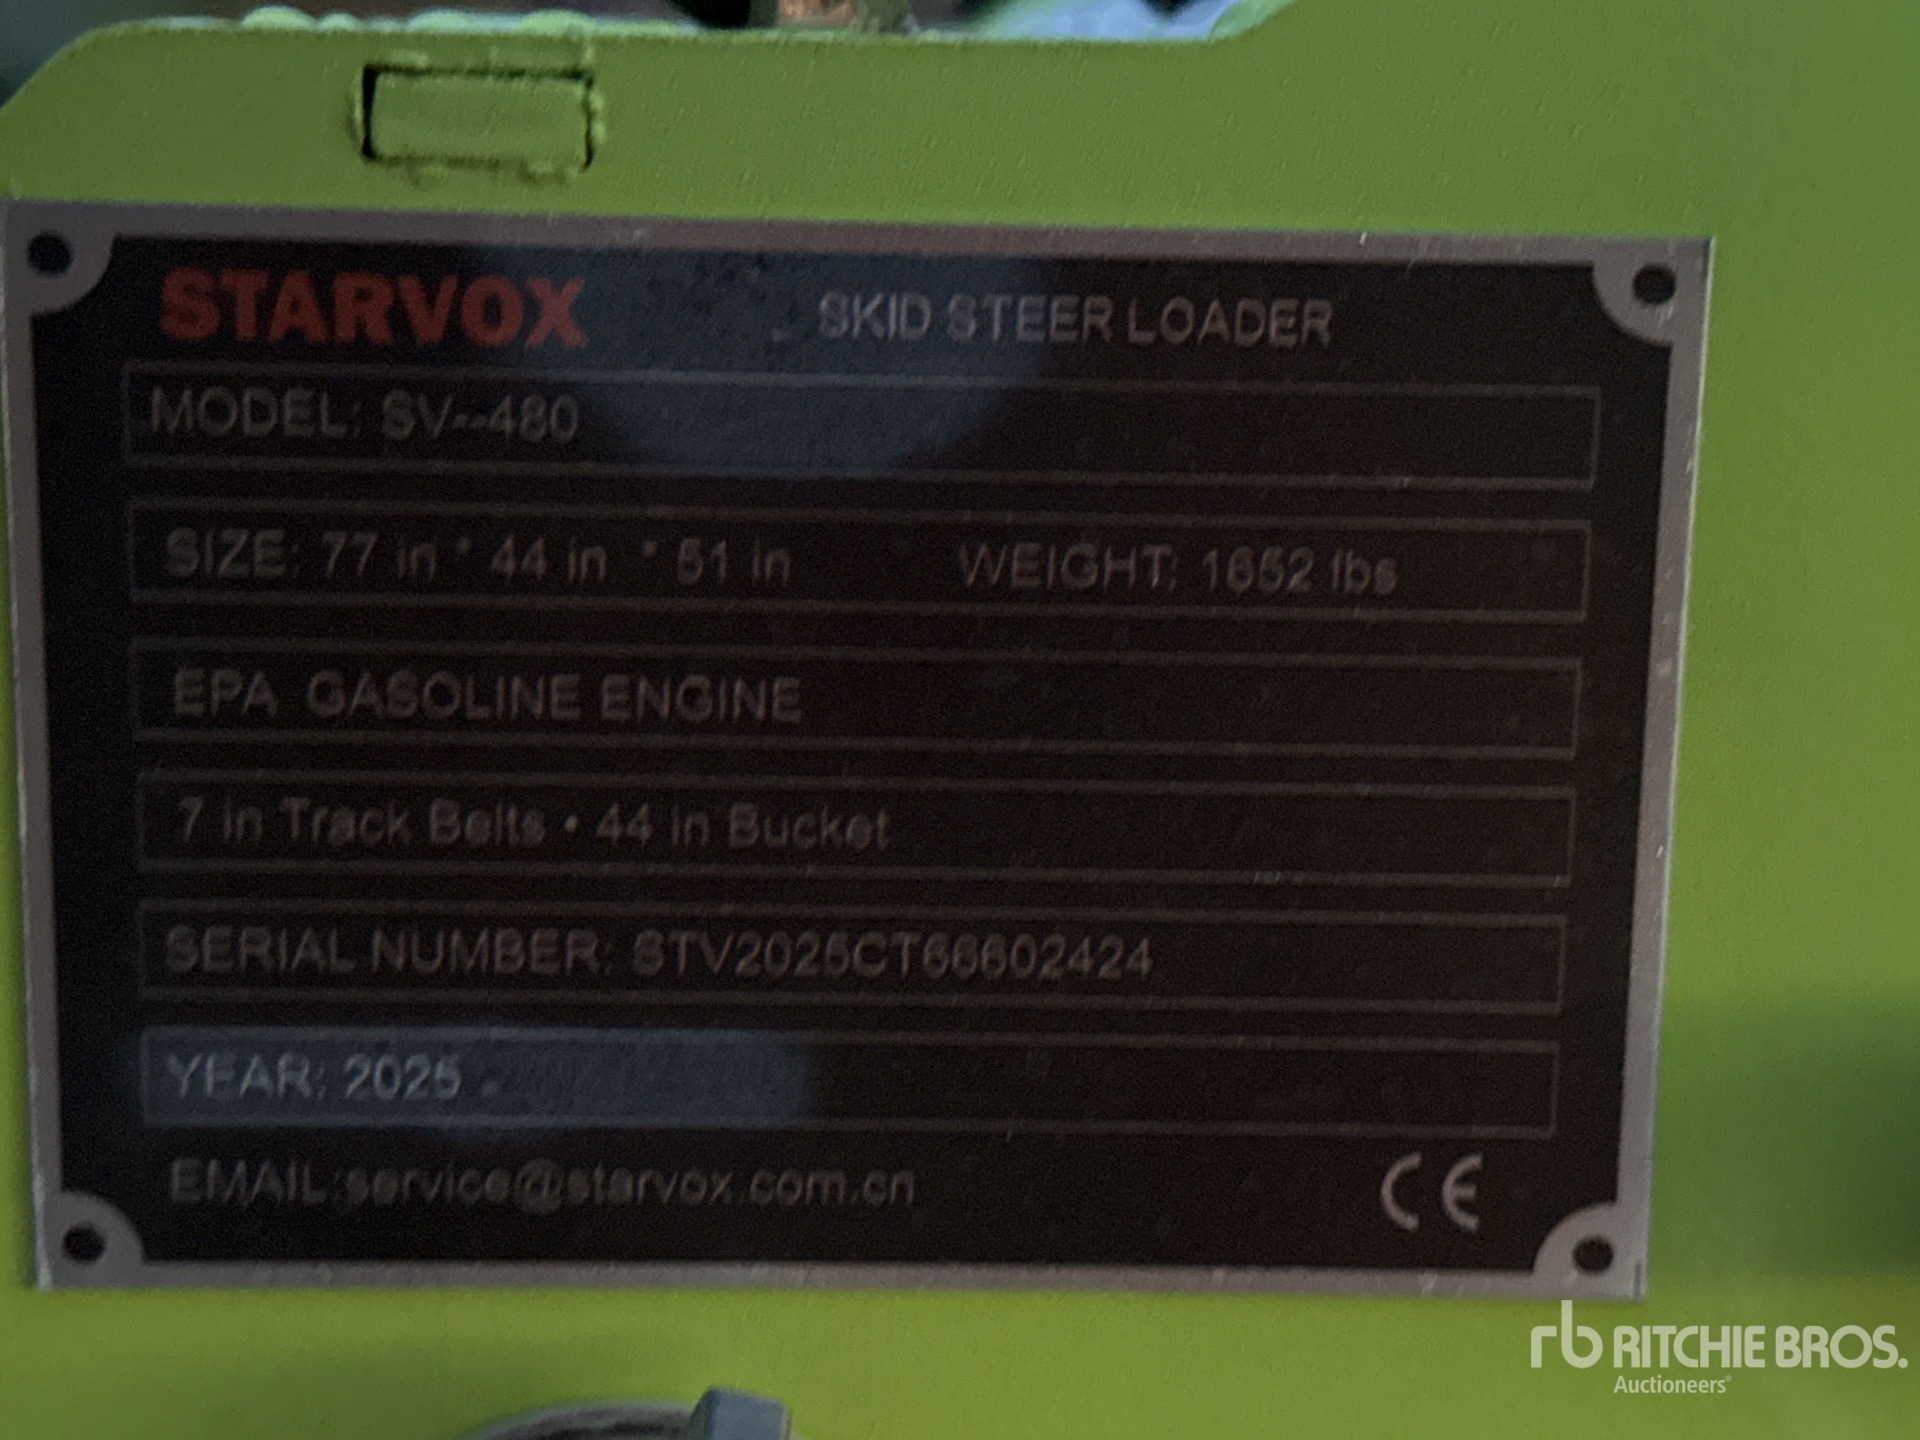 STARVOX SKID STEER LOADER
MODEL: SV--480
SIZE: 77 in * 44 in * 51 in WEIGHT: 1652 lbs
EPA GASOLINE ENGINE
7 in Track Belts • 44 in Bucket
SERIAL NUMBER: STV2025CT66602424
YEAR: 2025
EMAIL:service@starvox.com.cn CE
rb RITCHIE BROS.
Auctioneers